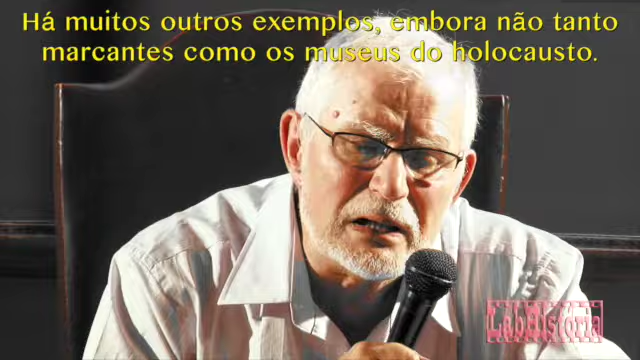 Há muitos outros exemplos, embora não tanto
marcantes como os museus do holocausto.
LabHistória